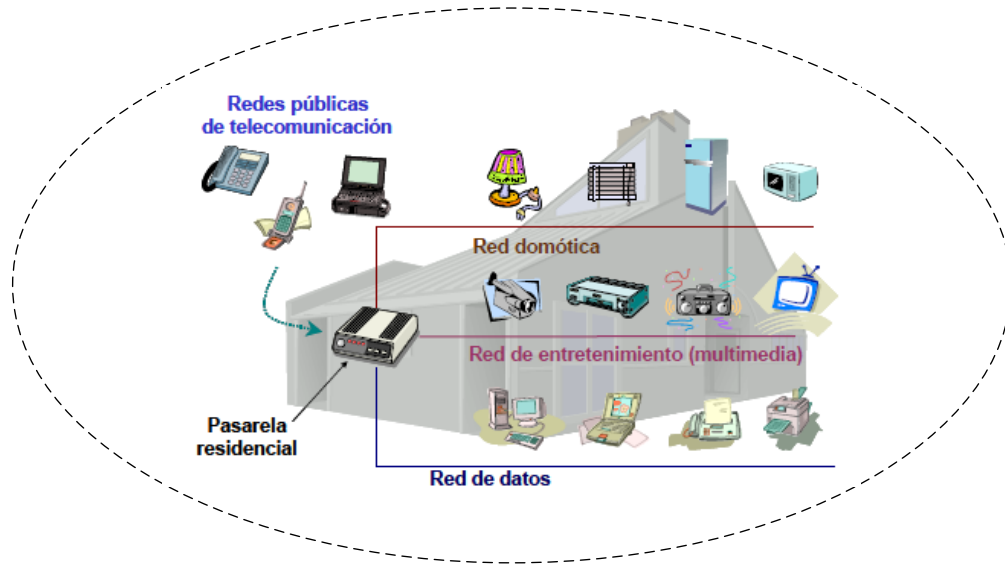 Redes públicas
de telecomunicación
Red domótica
Red de entretenimiento (multimedia)
Pasarela
residencial
Red de datos